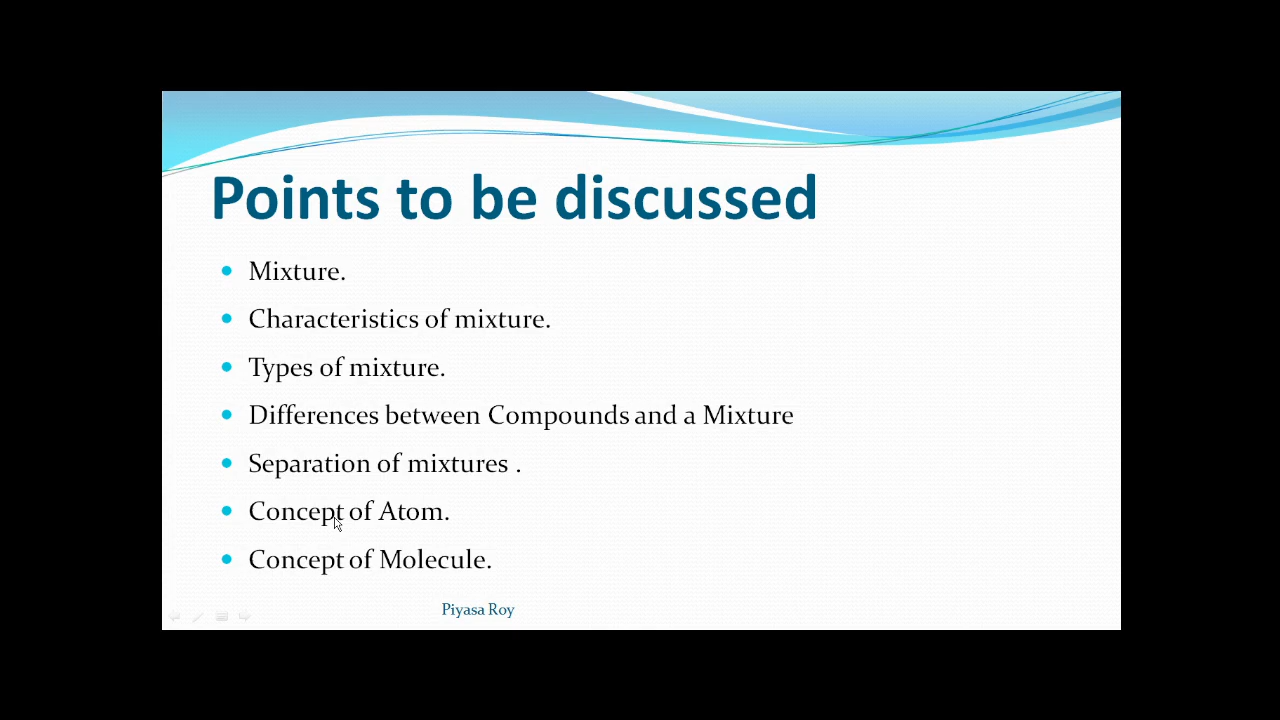 Points to be discussed
Mixture.
Characteristics of mixture.
Types of mixture.
Differences between Compounds and a Mixture
Separation of mixtures .
Concept of Atom.
Concept of Molecule.
Piyasa Roy